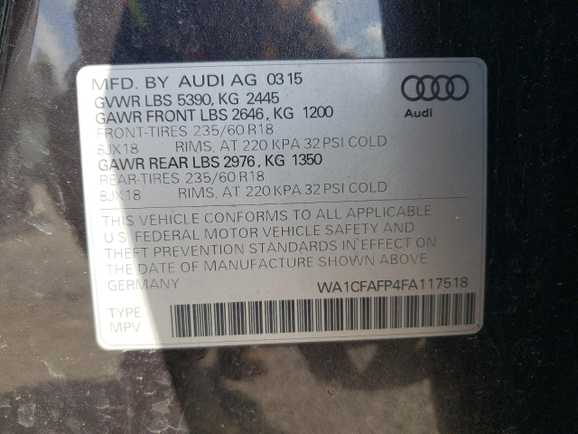 MFD. BY AUDI AG 03 15
GVWR LBS 5390, KG 2445
GAWR FRONT LBS 2646, KG 1200
FRONT-TIRES 235/60 R18
8JX18 RIMS, AT 220 KPA 32 PSI COLD
GAWR REAR LBS 2976, KG 1350
REAR-TIRES 235/60 R18
8JX18 RIMS, AT 220 KPA 32 PSI COLD
Audi
THIS VEHICLE CONFORMS TO ALL APPLICABLE
U.S. FEDERAL MOTOR VEHICLE SAFETY AND
THEFT PREVENTION STANDARDS IN EFFECT ON
THE DATE OF MANUFACTURE SHOWN ABOVE.
GERMANY WA1CFAFP4FA117518
TYPE:
MPV